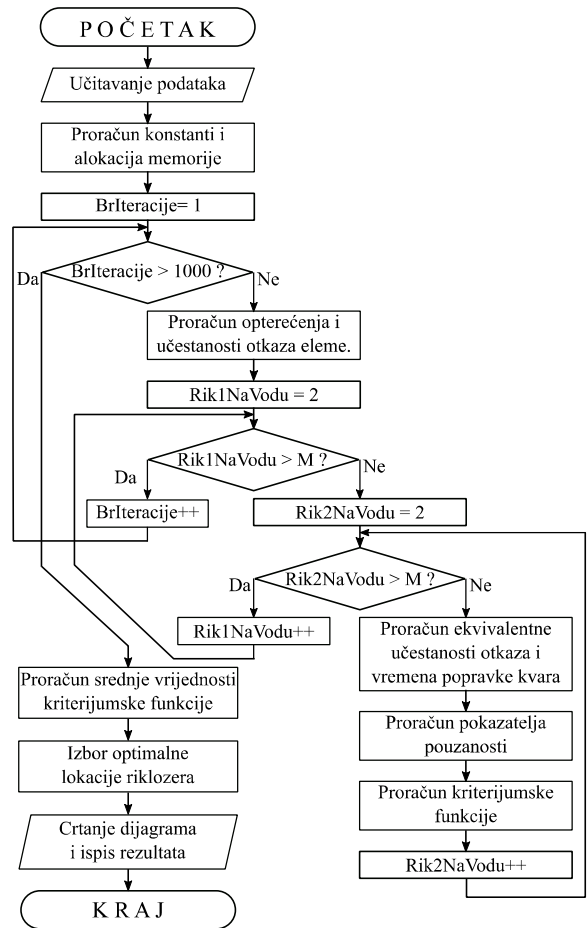 POČETAK
Učitavanje podataka
Proračun konstanti i
alokacija memorije
BrIteracije= 1
BrIteracije > 1000 ?
Da
Ne
Proračun opterećenja i
učestanosti otkaza eleme.
Rik1NaVodu = 2
Rik1NaVodu > M ?
Da
Ne
BrIteracije++
Rik2NaVodu = 2
Rik2NaVodu > M ?
Da
Ne
Rik1NaVodu++
Proračun ekvivalentne
učestanosti otkaza i
vremena popravke kvara
Proračun pokazatelja
pouzanosti
Proračun kriterijumske
funkcije
Rik2NaVodu++
Proračun srednje vrijednosti
kriterijumske funkcije
Izbor optimalne
lokacije riklozera
Crtanje dijagrama
i ispis rezultata
KRAJ